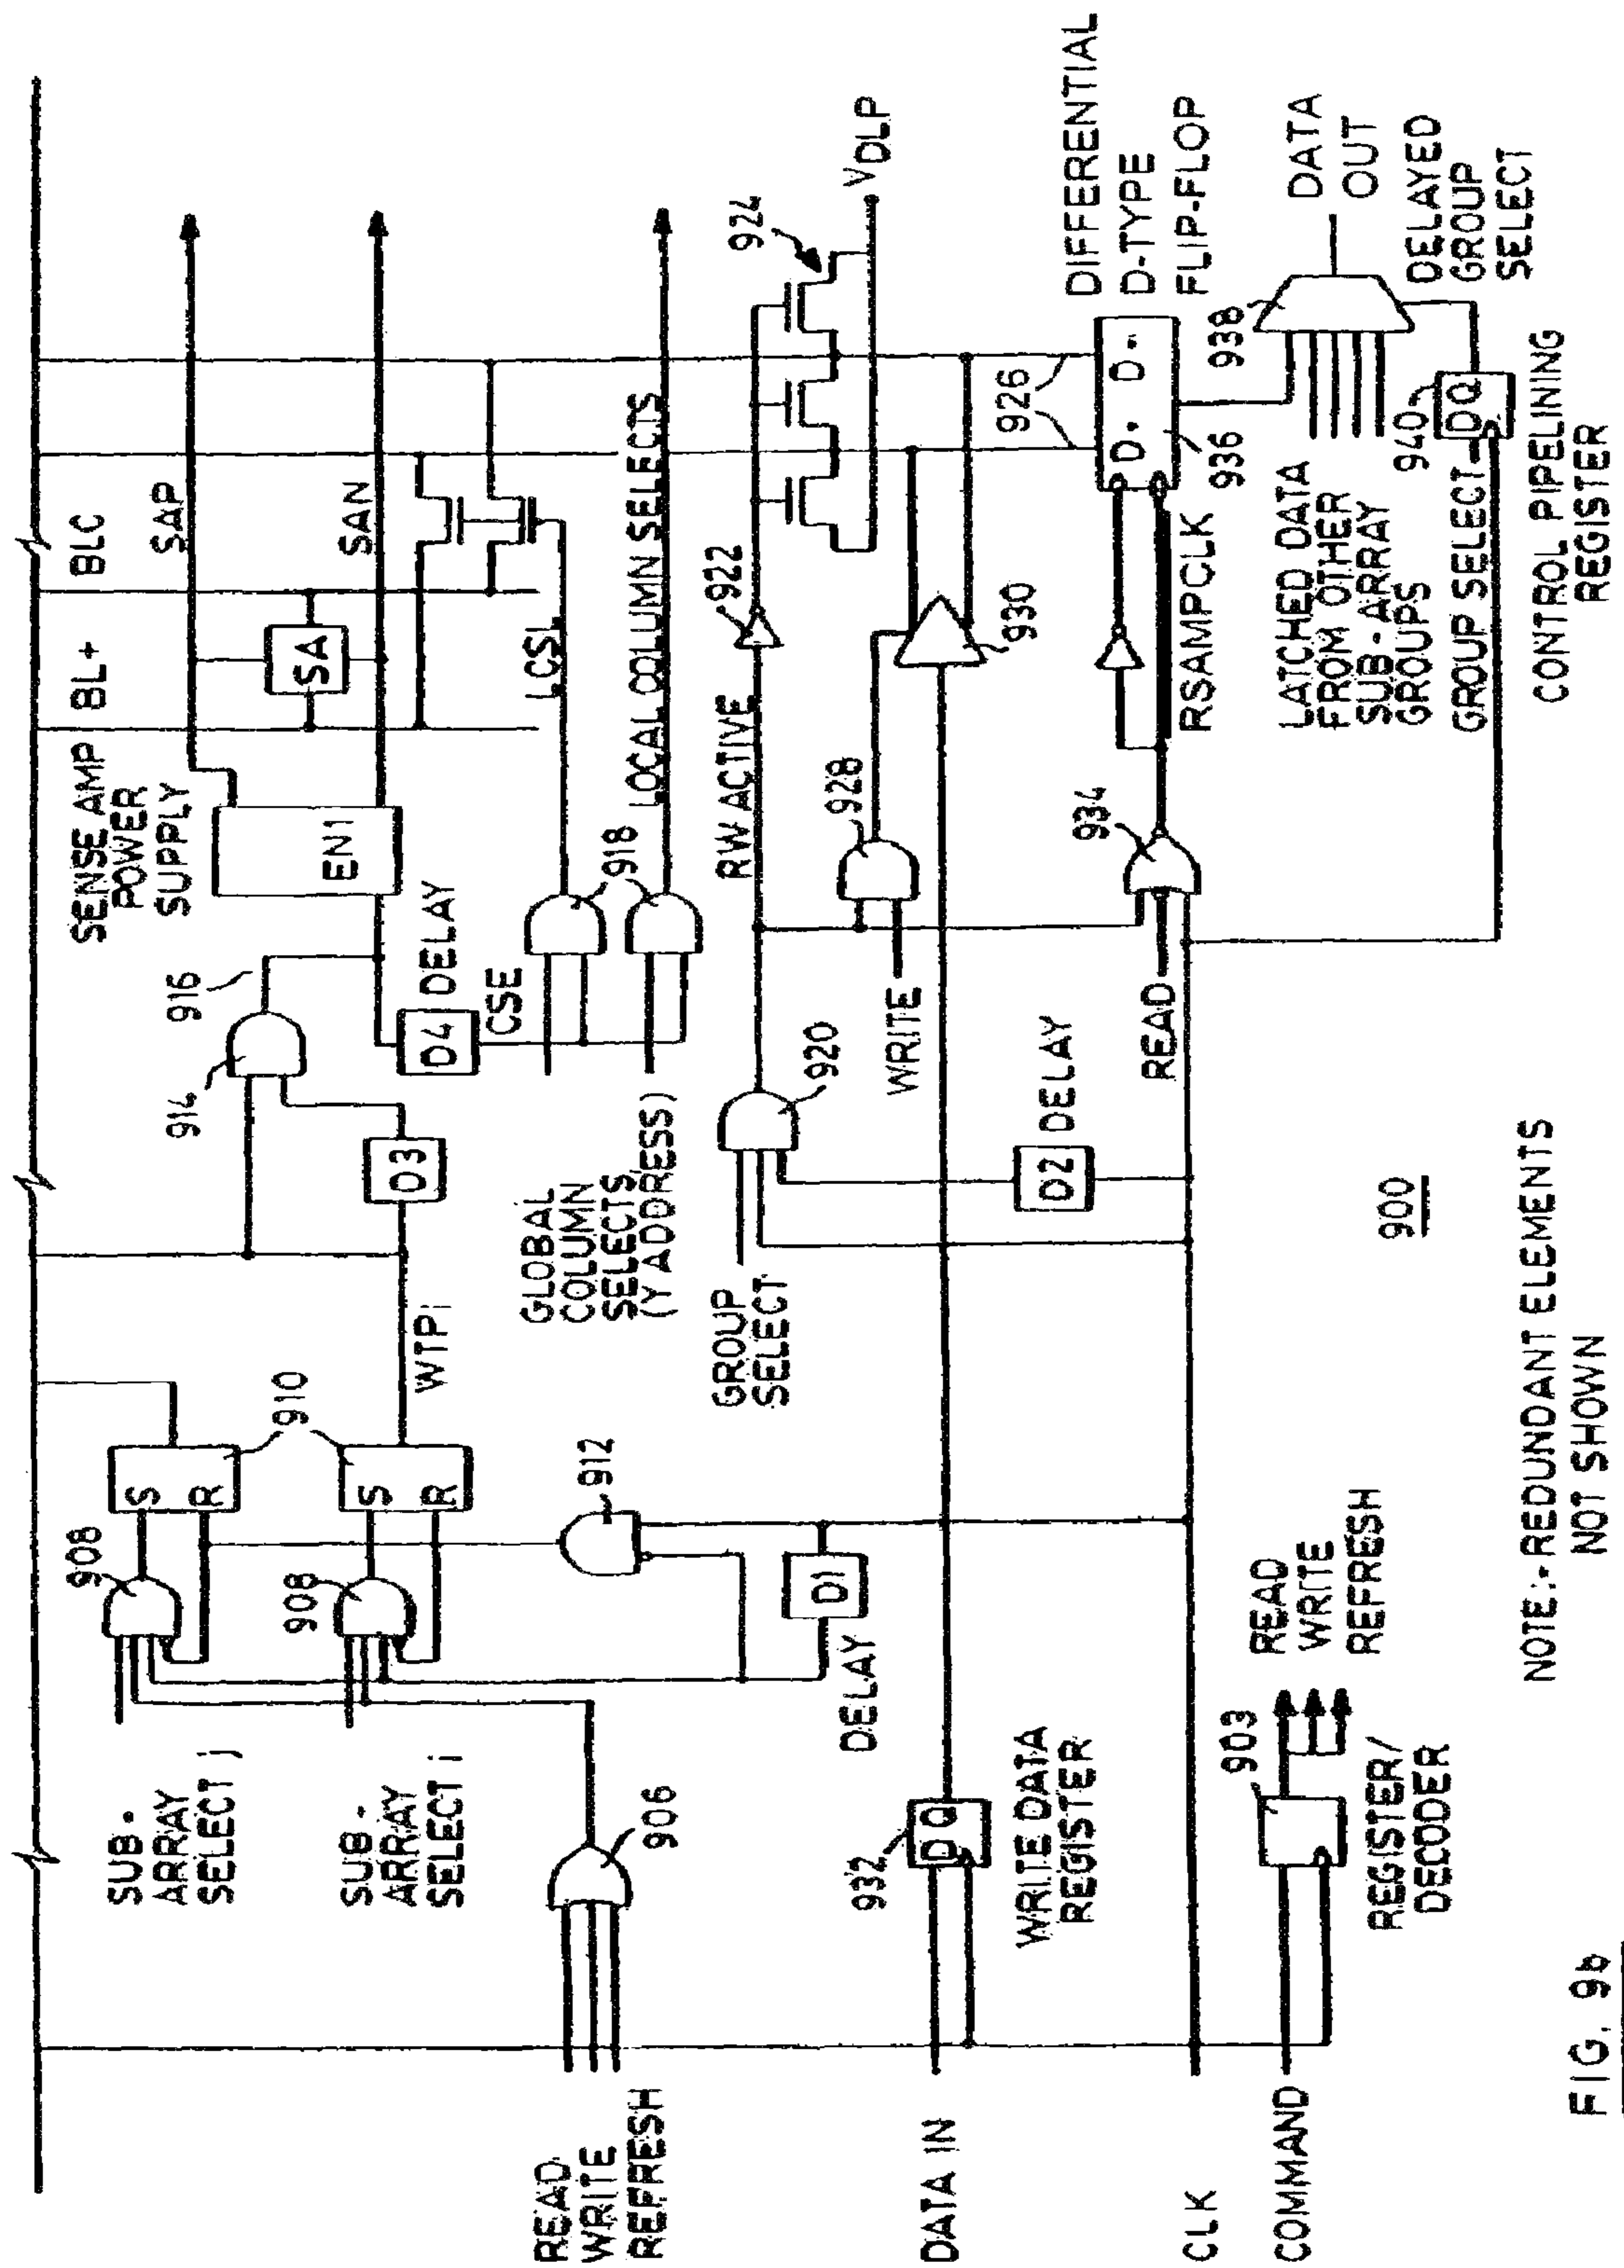 SENSE AMP
POWER
SUPPLY
BL+
BLC
SAP
SAN
SA
EN1
916
914
D3
D4
DELAY
CSE
918
LCSL
LOCAL COLUMN SELECTS
SUB-
ARRAY
SELECT j
908
S
R
910
SUB-
ARRAY
SELECT i
908
S
R
WTPi
912
GLOBAL
COLUMN
SELECTS
(Y ADDRESS)
READ
WRITE
REFRESH
906
DELAY
D1
GROUP
SELECT
920
RW ACTIVE
922
924
VDLP
WRITE
928
930
926
DATA IN
932
D Q
WRITE DATA
REGISTER
D2
DELAY
READ
934
RSAMPCLK
D+ D-
936
DIFFERENTIAL
D-TYPE
FLIP-FLOP
CLK
COMMAND
903
READ
WRITE
REFRESH
REGISTER/
DECODER
900
LATCHED DATA
FROM OTHER
SUB-ARRAY
GROUPS
938
DATA
OUT
DELAYED
GROUP
SELECT
GROUP SELECT
940
DQ
CONTROL PIPELINING
REGISTER
NOTE:-REDUNDANT ELEMENTS
NOT SHOWN
FIG. 9b